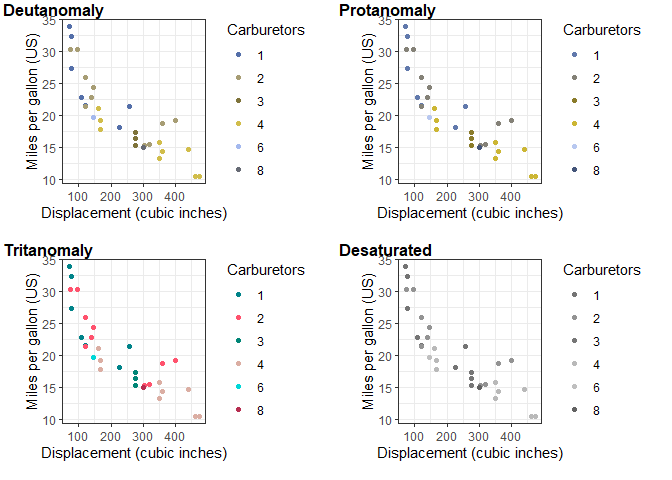 Deutanomaly
Miles per gallon (US)
35
30
25
20
15
10
100 200 300 400
Displacement (cubic inches)
Carburetors
1
2
3
4
6
8
Protanomaly
Miles per gallon (US)
35
30
25
20
15
10
100 200 300 400
Displacement (cubic inches)
Carburetors
1
2
3
4
6
8
Tritanomaly
Miles per gallon (US)
35
30
25
20
15
10
100 200 300 400
Displacement (cubic inches)
Carburetors
1
2
3
4
6
8
Desaturated
Miles per gallon (US)
35
30
25
20
15
10
100 200 300 400
Displacement (cubic inches)
Carburetors
1
2
3
4
6
8